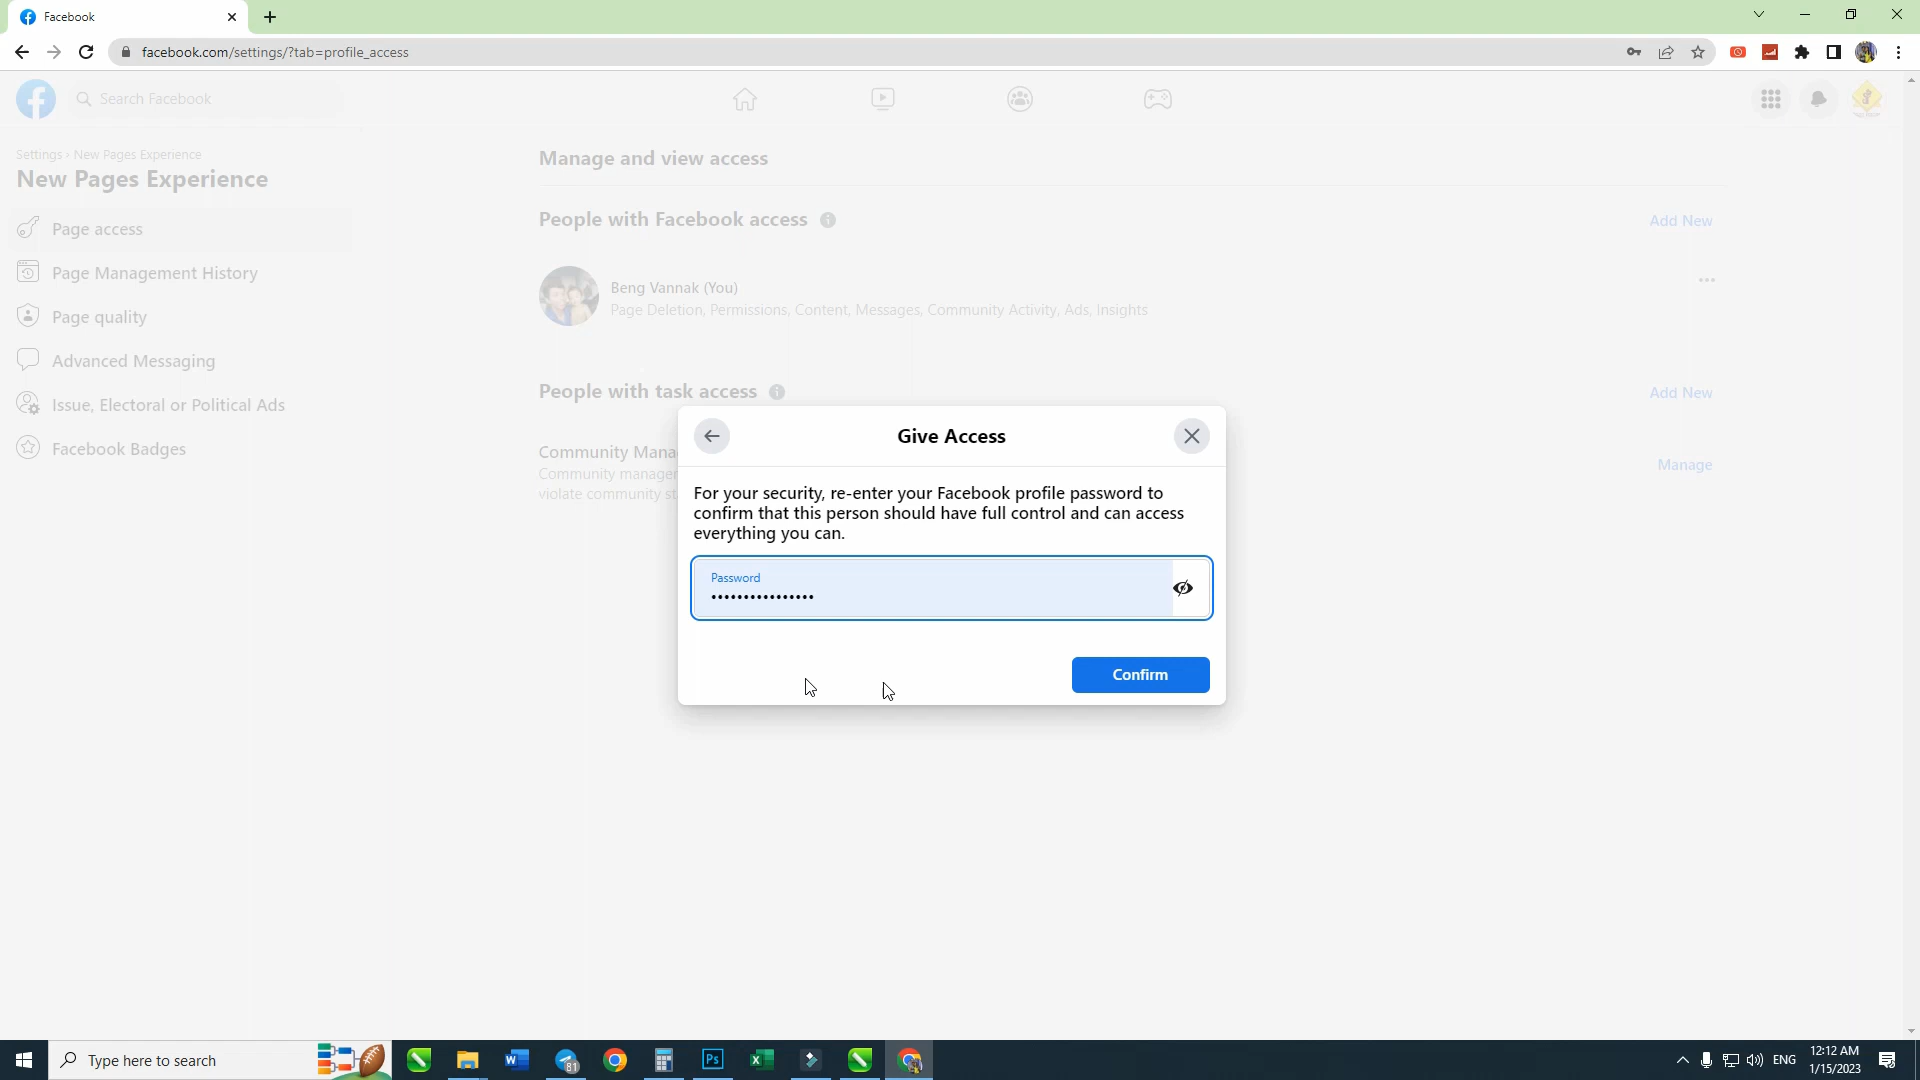 Facebook
facebook.com/settings/?tab=profile_access
Search Facebook
Settings › New Pages Experience
New Pages Experience
Page access
Page Management History
Page quality
Advanced Messaging
Issue, Electoral or Political Ads
Facebook Badges
Manage and view access
People with Facebook access
Add New
Beng Vannak (You)
Page Deletion, Permissions, Content, Messages, Community Activity, Ads, Insights
People with task access
Add New
Community Mana
Community manager
violate community st
Manage
Give Access
For your security, re-enter your Facebook profile password to
confirm that this person should have full control and can access
everything you can.
Password
••••••••••••••••
Confirm
Type here to search
W
81
Ps
X
ENG
12:12 AM
1/15/2023